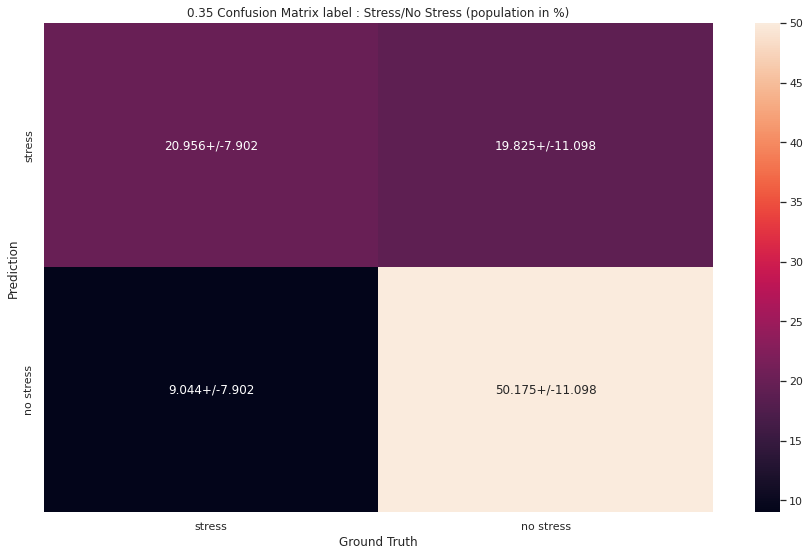 0.35 Confusion Matrix label : Stress/No Stress (population in %)
stress
20.956+/-7.902
19.825+/-11.098
Prediction
no stress
9.044+/-7.902
50.175+/-11.098
stress
no stress
Ground Truth
50
45
40
35
30
25
20
15
10